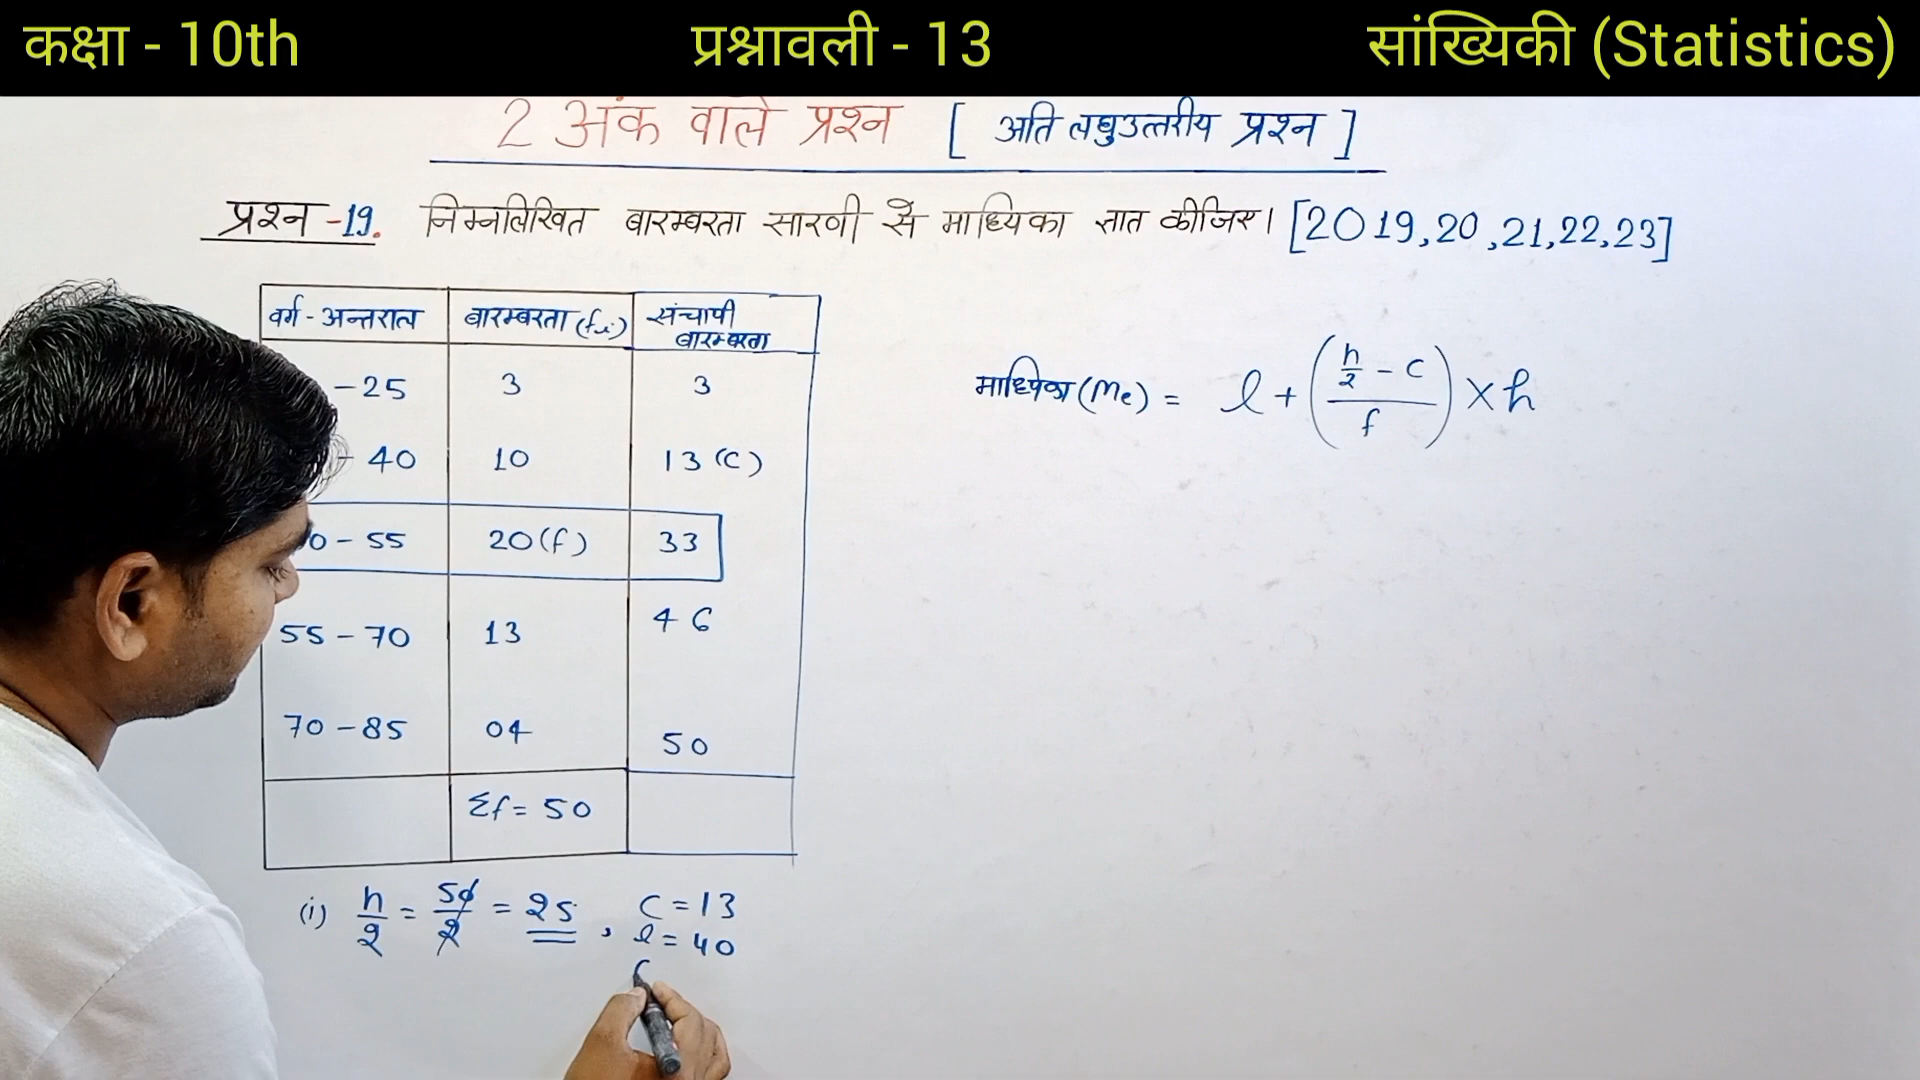 कक्षा - 10th प्रश्नावली - 13 सांख्यिकी (Statistics)
2 अंक वाले प्रश्न [ अति लघुउत्तरीय प्रश्न ]
प्रश्न -19. निम्नलिखित बारम्बरता सारणी से माध्यिका ज्ञात कीजिए। [2019,20,21,22,23]
वर्ग - अन्तराल बारम्बरता (fi) संचापी बारम्बरता
-25 3 3
- 40 10 13 (C)
0 - 55 20(f) 33
55 - 70 13 46
70 - 85 04 50
Σf = 50
माध्यिका (Me) = l + ( (n/2 - c) / f ) × h
(i) n/2 = 50/2 = 25 , C = 13
l = 40